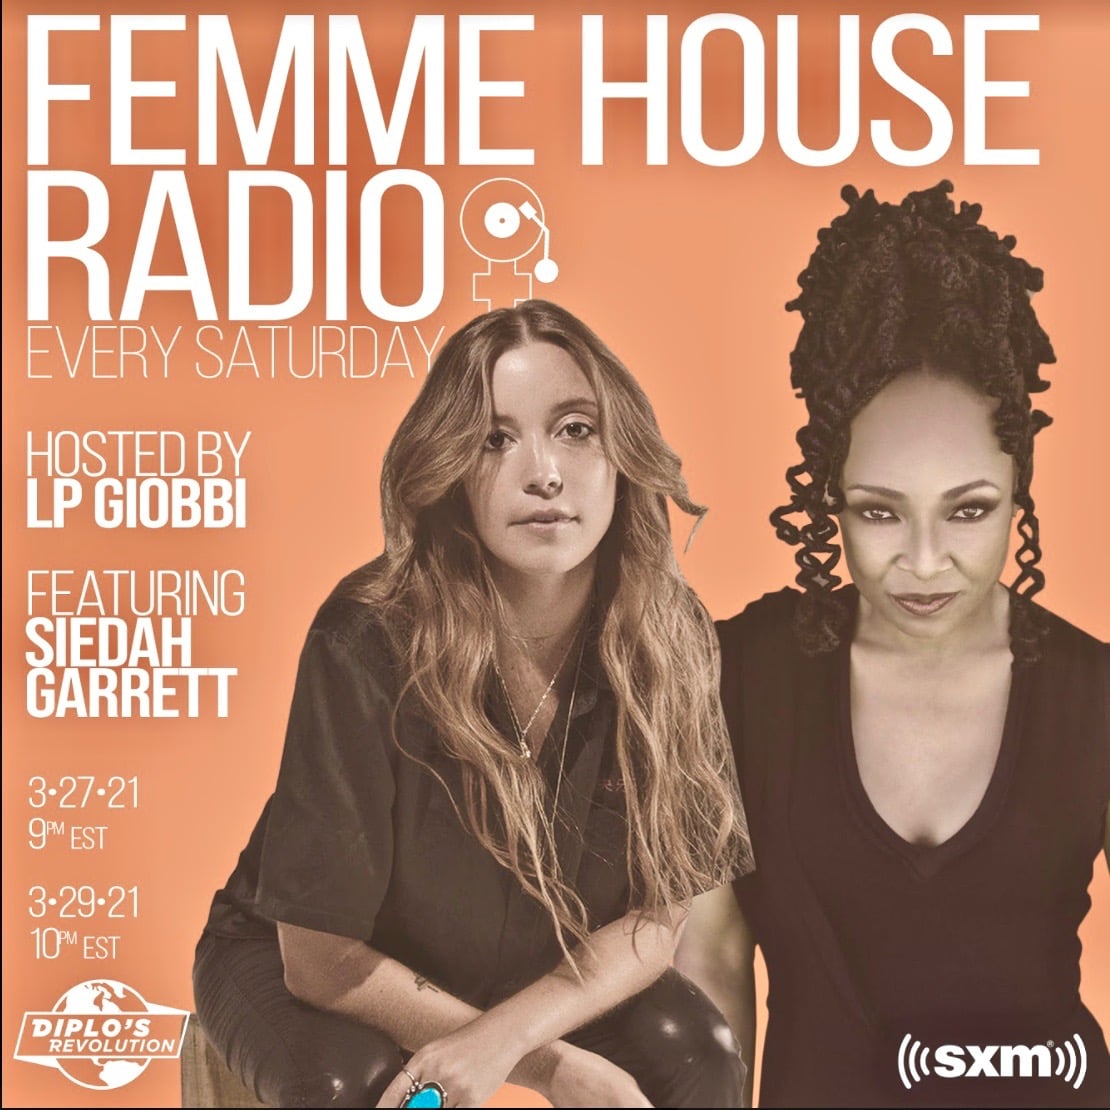 FEMME HOUSE
RADIO
EVERY SATURDAY
HOSTED BY
LP GIOBBI
FEATURING
SIEDAH
GARRETT
3•27•21
9PM EST
3•29•21
10PM EST
DIPLO'S
REVOLUTION
((( sxm® )))